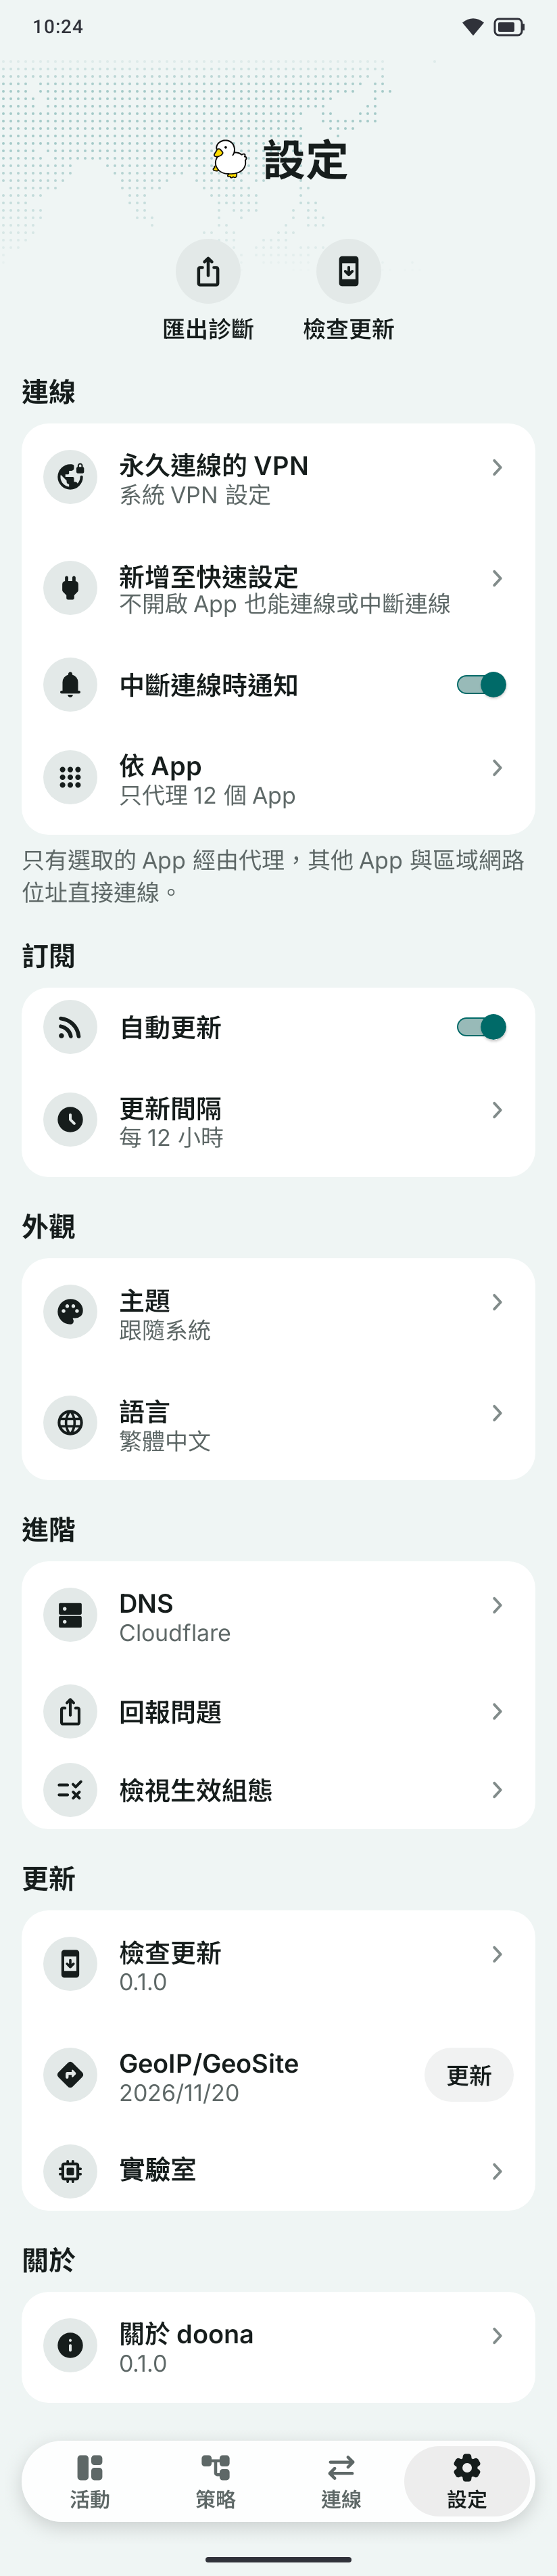 10:24
設定
匯出診斷
檢查更新
連線
永久連線的 VPN
系統 VPN 設定
新增至快速設定
不開啟 App 也能連線或中斷連線
中斷連線時通知
依 App
只代理 12 個 App
只有選取的 App 經由代理，其他 App 與區域網路
位址直接連線。
訂閱
自動更新
更新間隔
每 12 小時
外觀
主題
跟隨系統
語言
繁體中文
進階
DNS
Cloudflare
回報問題
檢視生效組態
更新
檢查更新
0.1.0
GeoIP/GeoSite
2026/11/20
更新
實驗室
關於
關於 doona
0.1.0
活動
策略
連線
設定